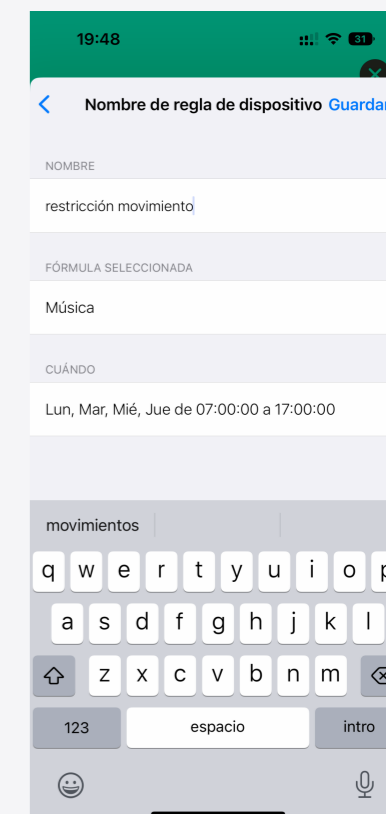 19:48
31
Nombre de regla de dispositivo Guardar
NOMBRE
restricción movimiento
FÓRMULA SELECCIONADA
Música
CUÁNDO
Lun, Mar, Mié, Jue de 07:00:00 a 17:00:00
movimientos
q w e r t y u i o p
a s d f g h j k l
z x c v b n m
123 espacio intro